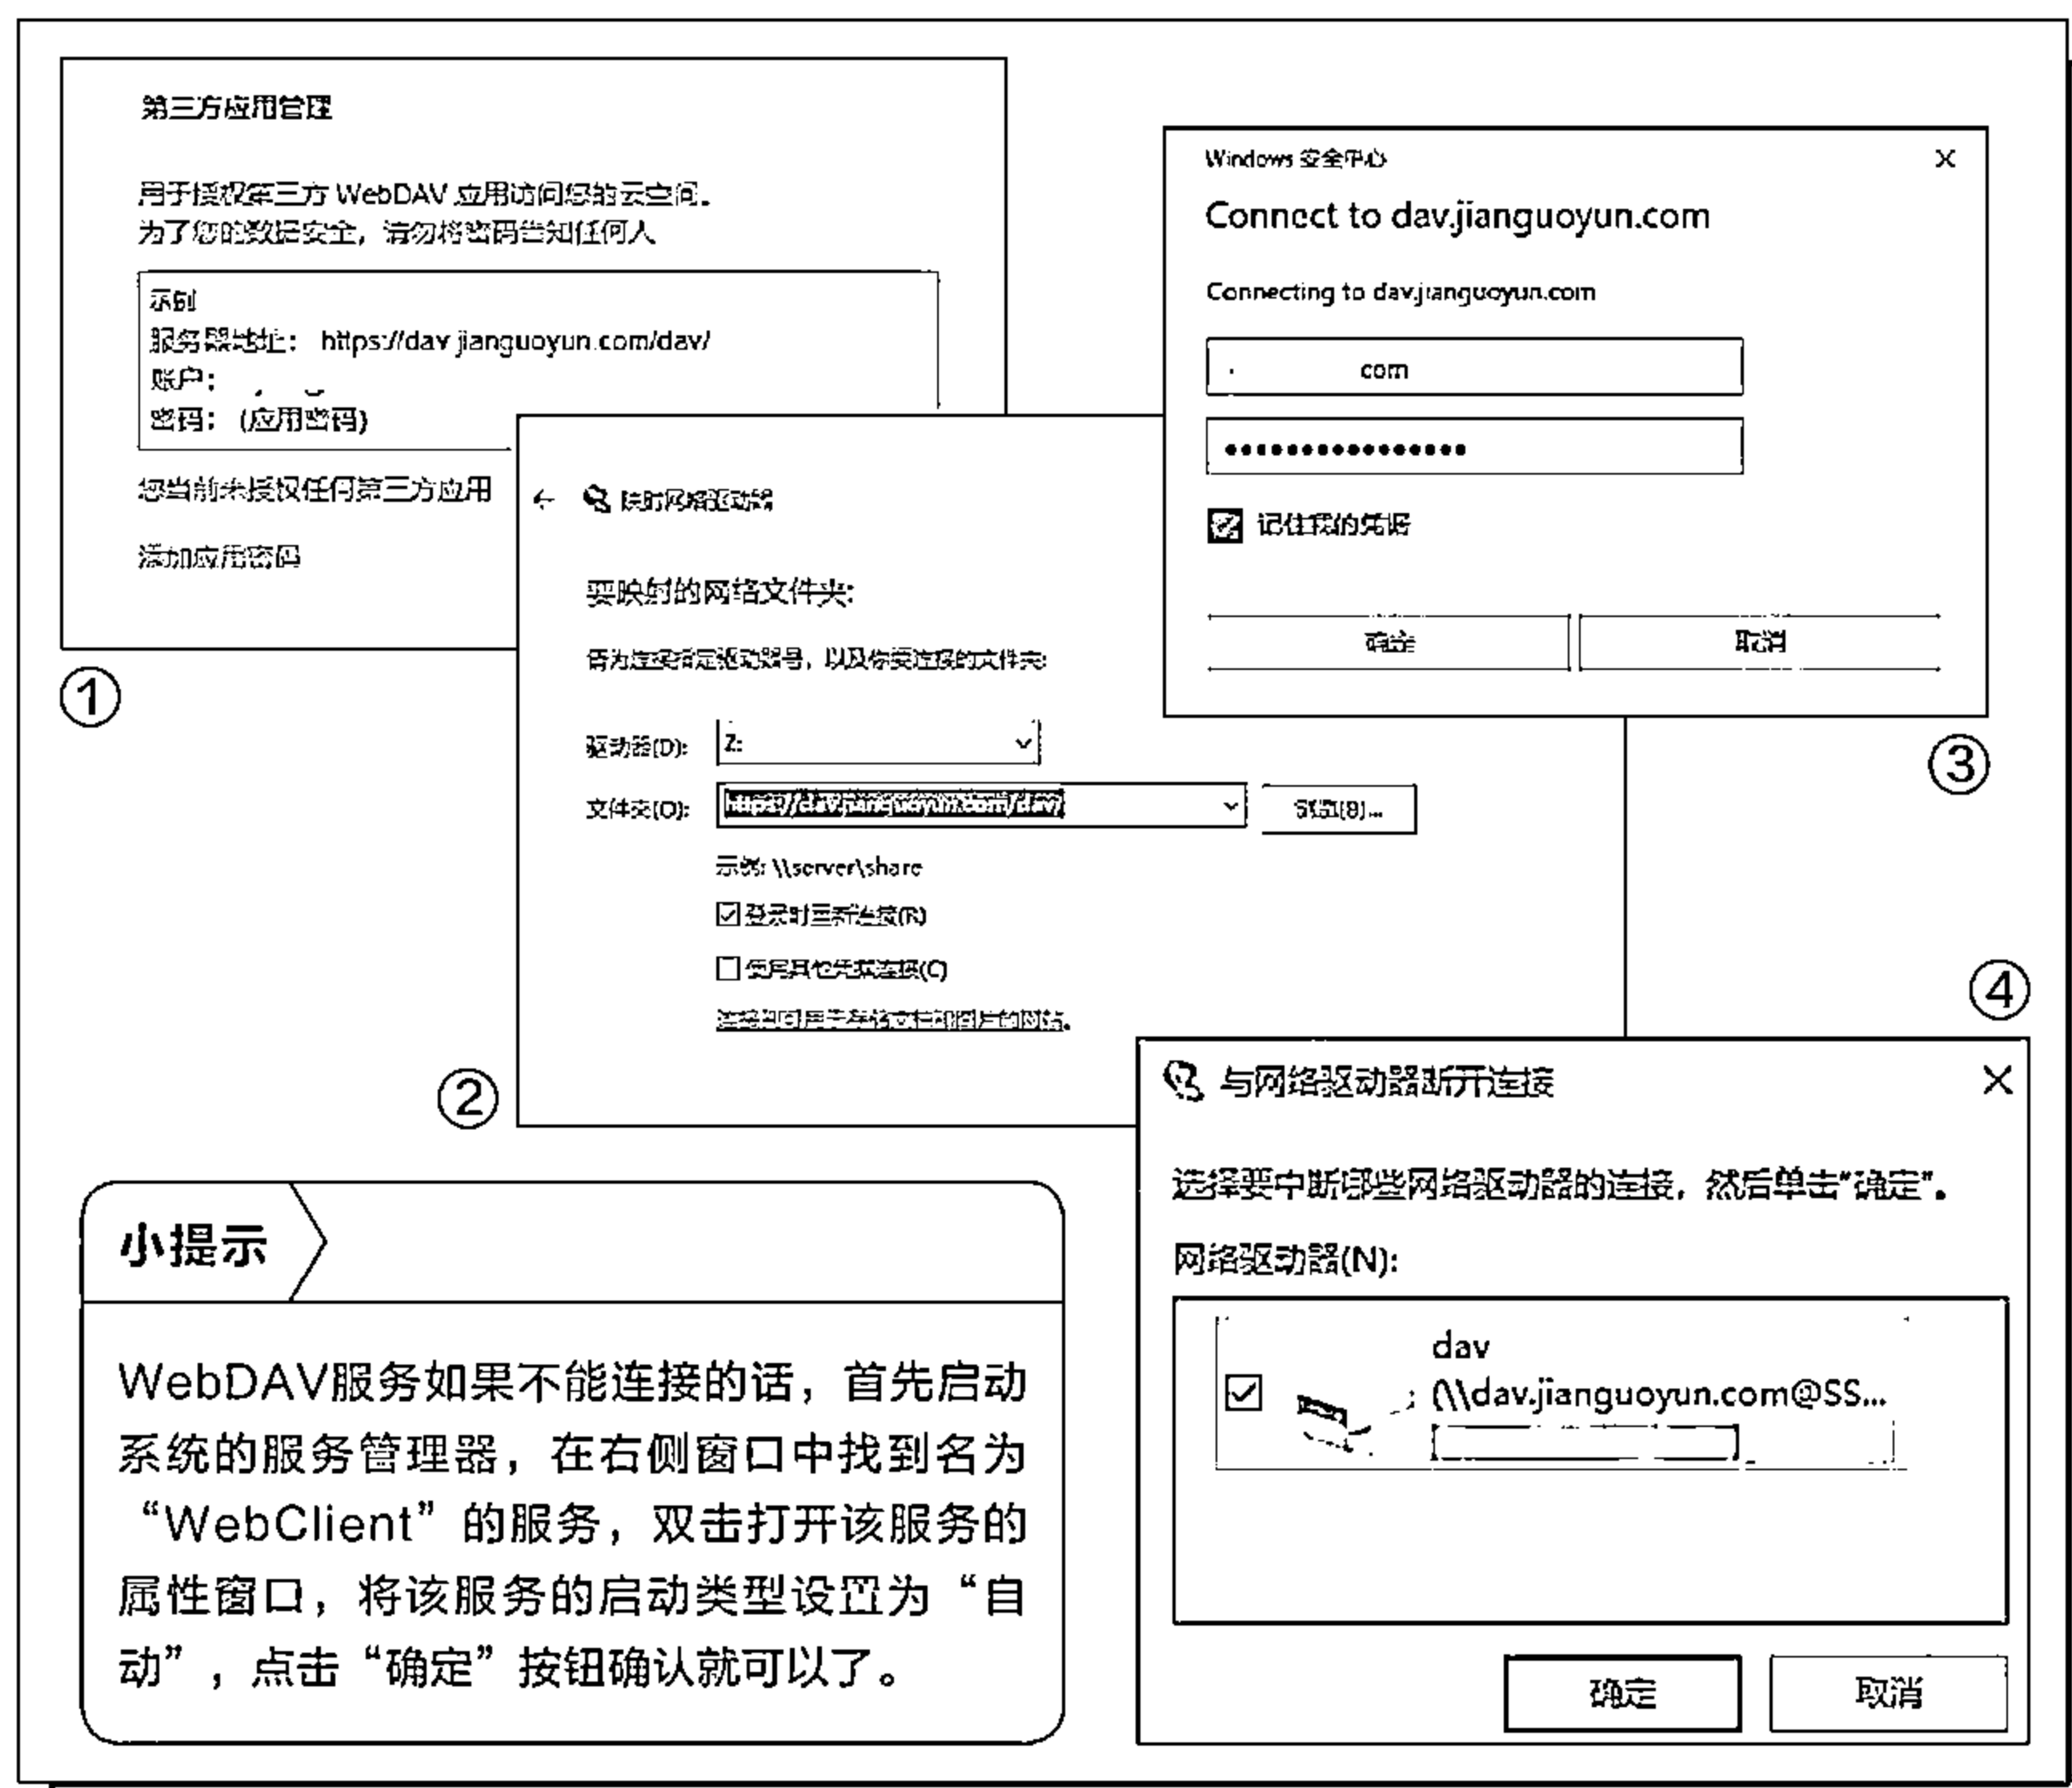 第三方应用管理
用于授权第三方 WebDAV 应用访问您的云空间。
为了您的数据安全，请勿将密码告知任何人
示例
服务器地址： https://dav.jianguoyun.com/dav/
账户：
密码：（应用密码）
您当前未授权任何第三方应用
添加应用密码
①
← 映射网络驱动器
要映射的网络文件夹:
请为连接指定驱动器号，以及你要连接的文件夹:
驱动器(D): Z:
文件夹(O): https://dav.jianguoyun.com/dav/ 浏览(B)...
示例: \\server\share
登录时重新连接(R)
使用其他凭据连接(C)
连接到可用于存储文档和图片的网站。
②
Windows 安全中心
Connect to dav.jianguoyun.com
Connecting to dav.jianguoyun.com
com
••••••••••••••••
记住我的凭据
确定 取消
③
④
与网络驱动器断开连接
选择要中断哪些网络驱动器的连接，然后单击“确定”。
网络驱动器(N):
dav
(\\dav.jianguoyun.com@SS...
确定 取消
小提示
WebDAV服务如果不能连接的话，首先启动
系统的服务管理器，在右侧窗口中找到名为
“WebClient”的服务，双击打开该服务的
属性窗口，将该服务的启动类型设置为“自
动”，点击“确定”按钮确认就可以了。